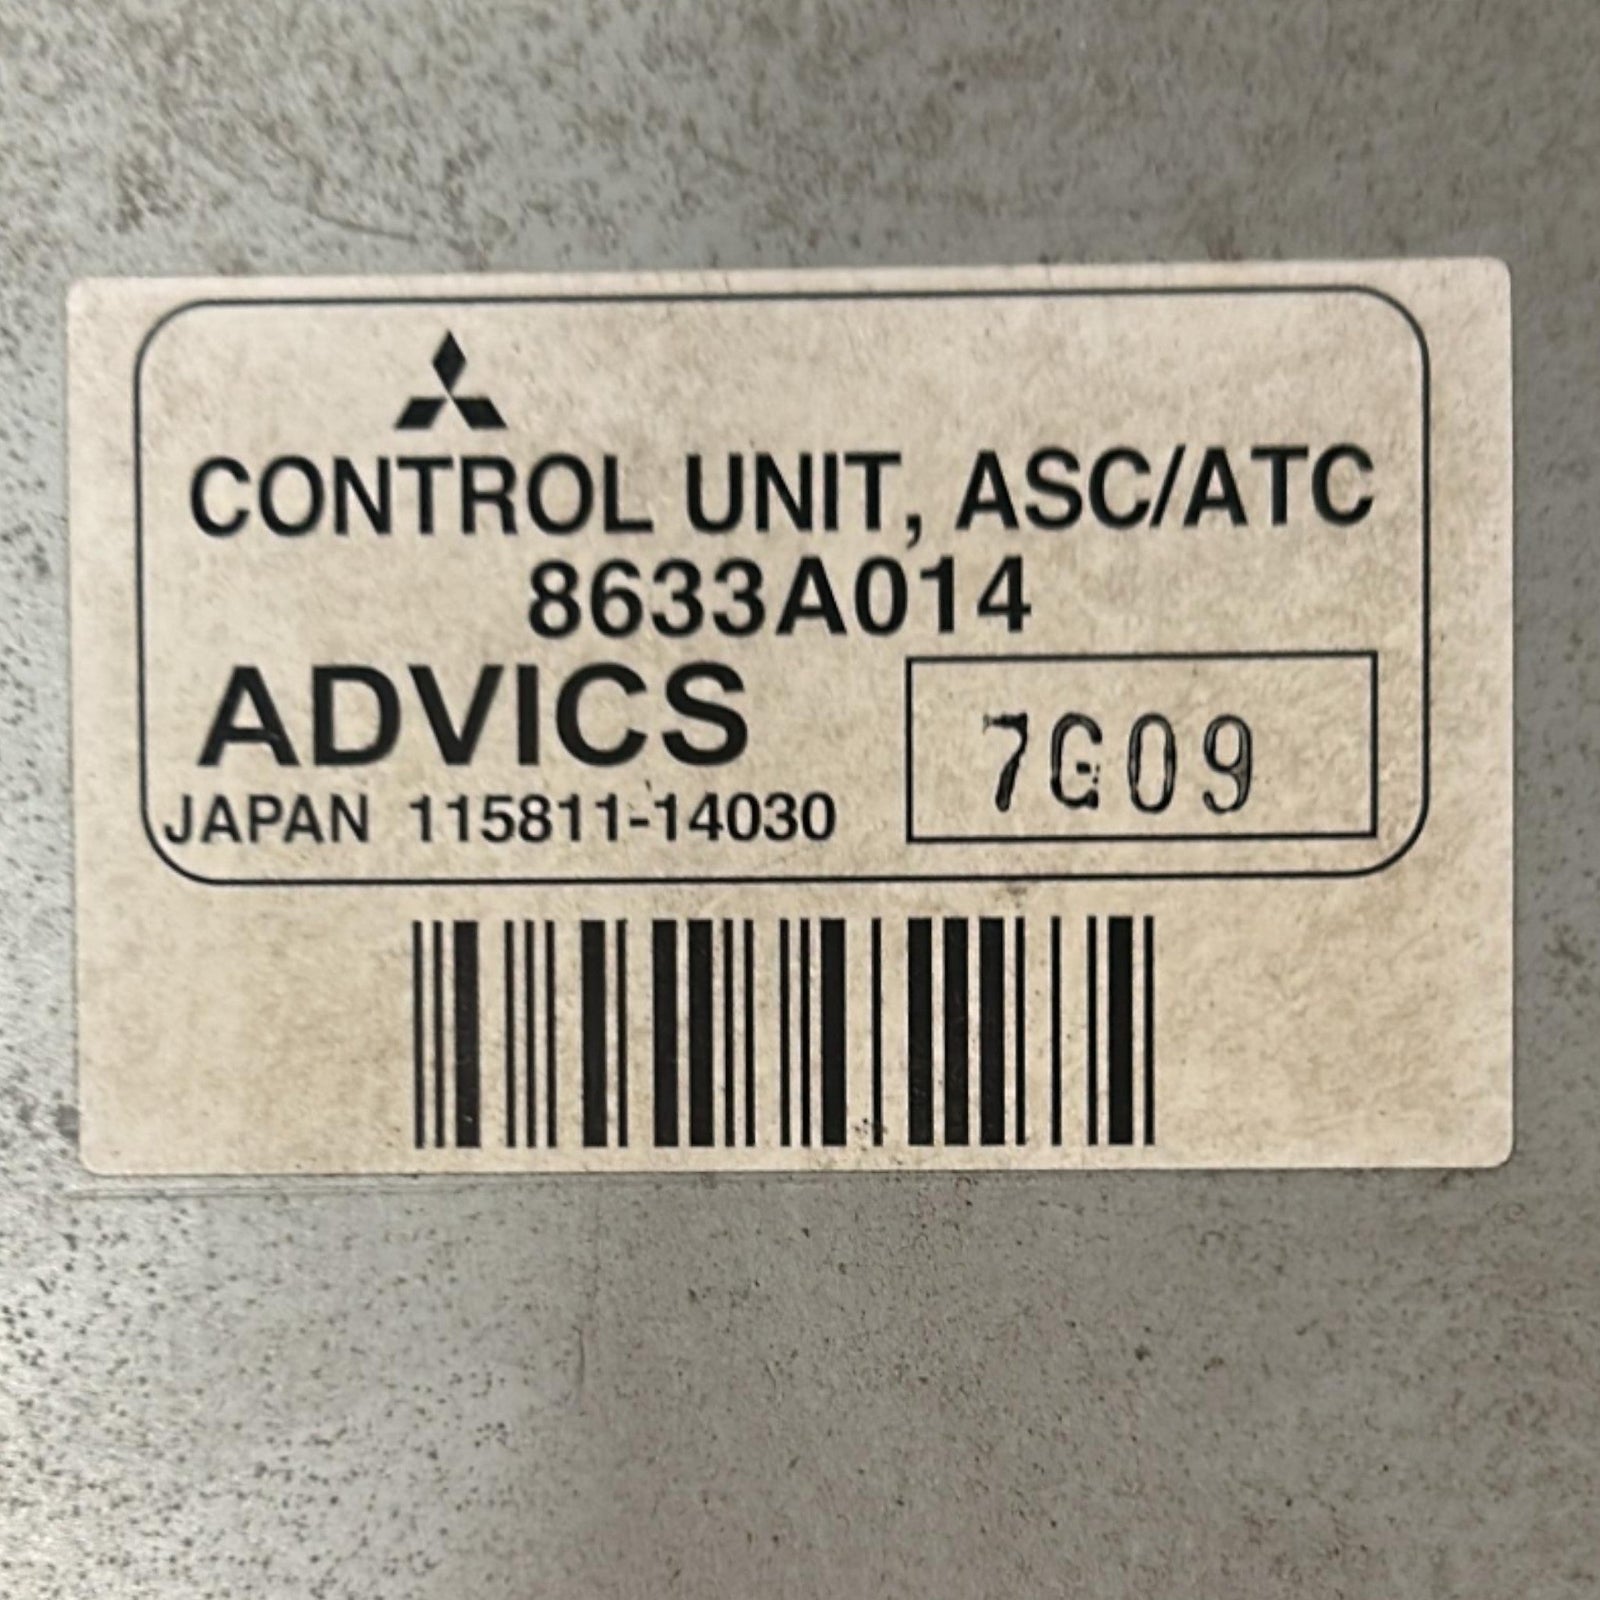 CONTROL UNIT, ASC/ATC
8633A014
ADVICS
7G09
JAPAN 115811-14030